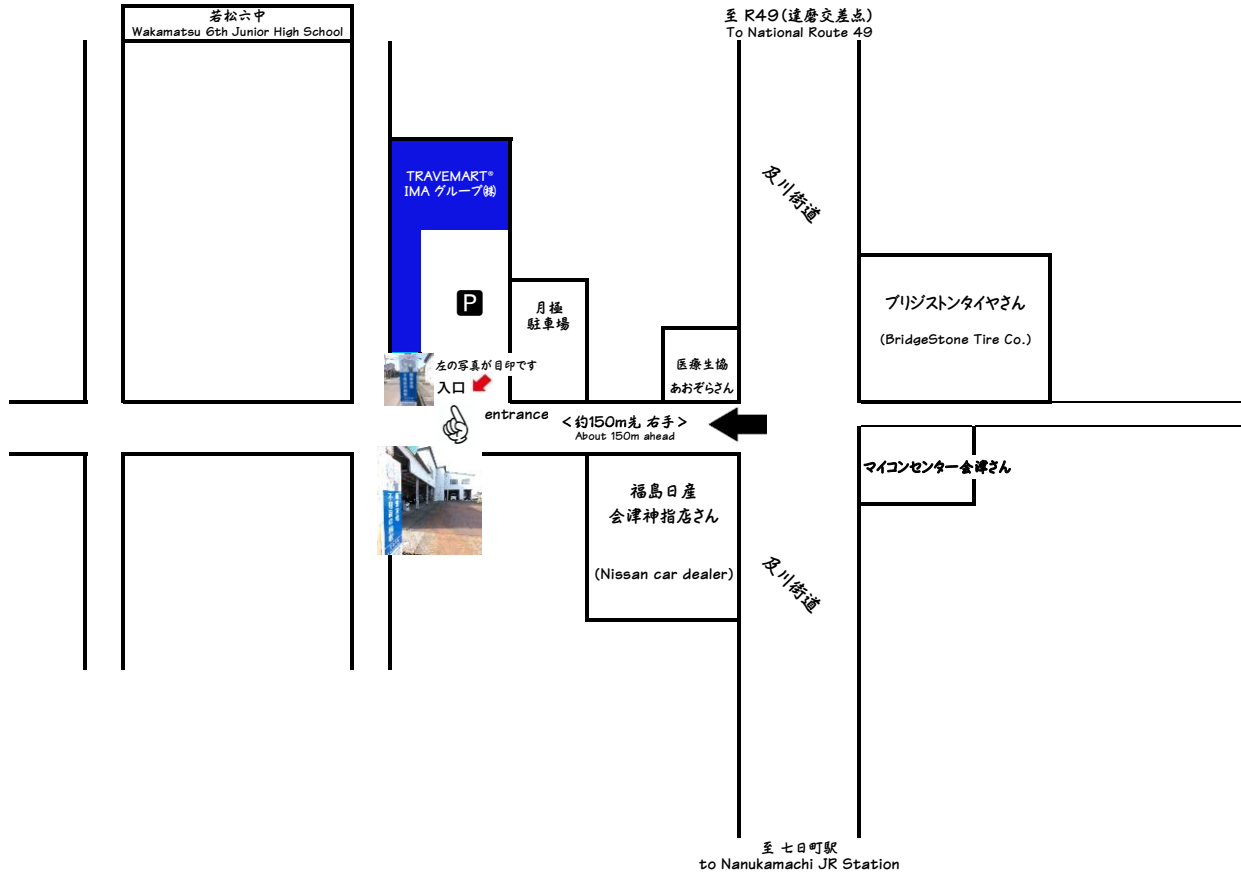 若松六中
Wakamatsu 6th Junior High School
至 R49(達磨交差点)
To National Route 49
TRAVEMART®
IMA グループ㈱
及川街道
P
月極
駐車場
ブリジストンタイヤさん
(BridgeStone Tire Co.)
医療生協
あおぞらさん
左の写真が目印です
入口
entrance
<約150m先 右手>
About 150m ahead
マイコンセンター会津さん
福島日産
会津神指店さん
(Nissan car dealer)
及川街道
至 七日町駅
to Nanukamachi JR Station